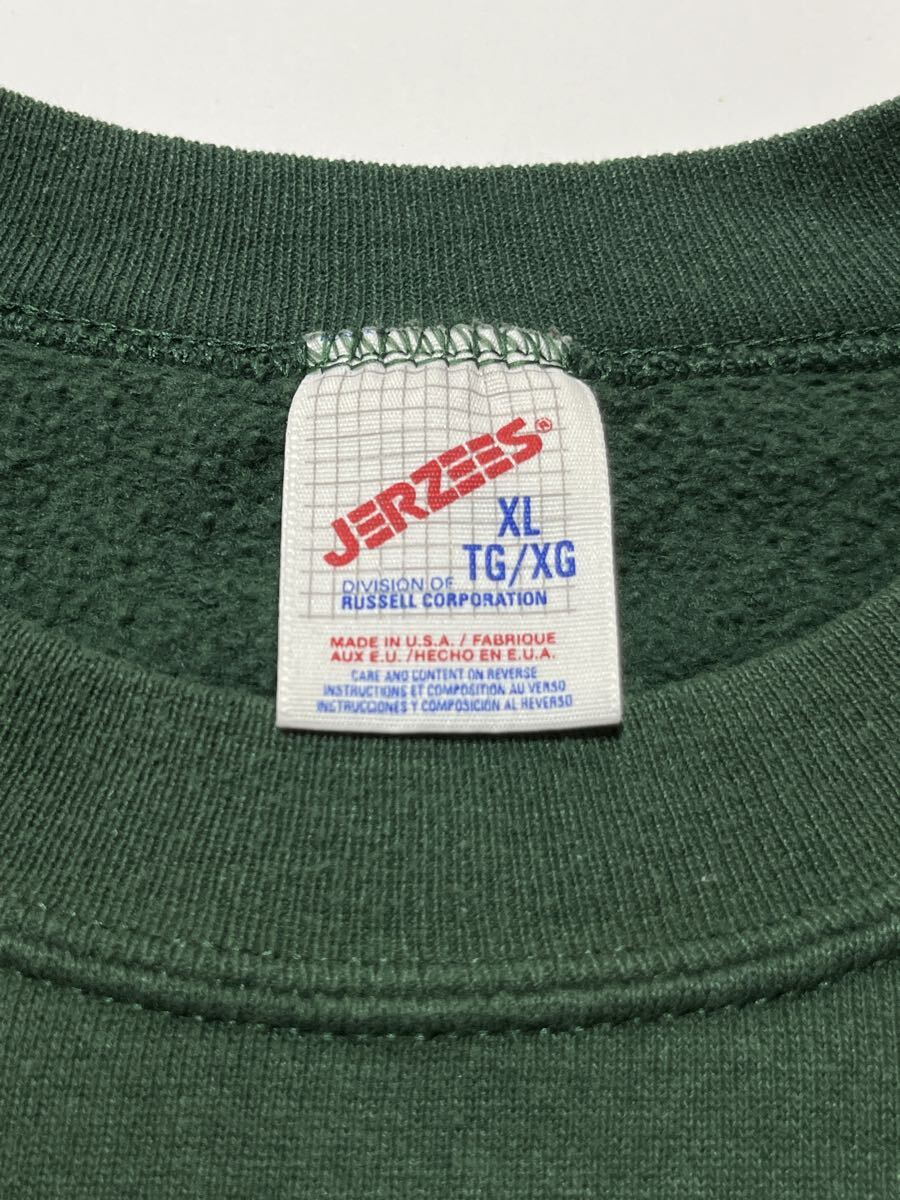 JERZEES®
XL
TG/XG
DIVISION OF
RUSSELL CORPORATION
MADE IN U.S.A. / FABRIQUE
AUX E.U. /HECHO EN E.U.A.
CARE AND CONTENT ON REVERSE
INSTRUCTIONS ET COMPOSITION AU VERSO
INSTRUCCIONES Y COMPOSICION AL REVERSO